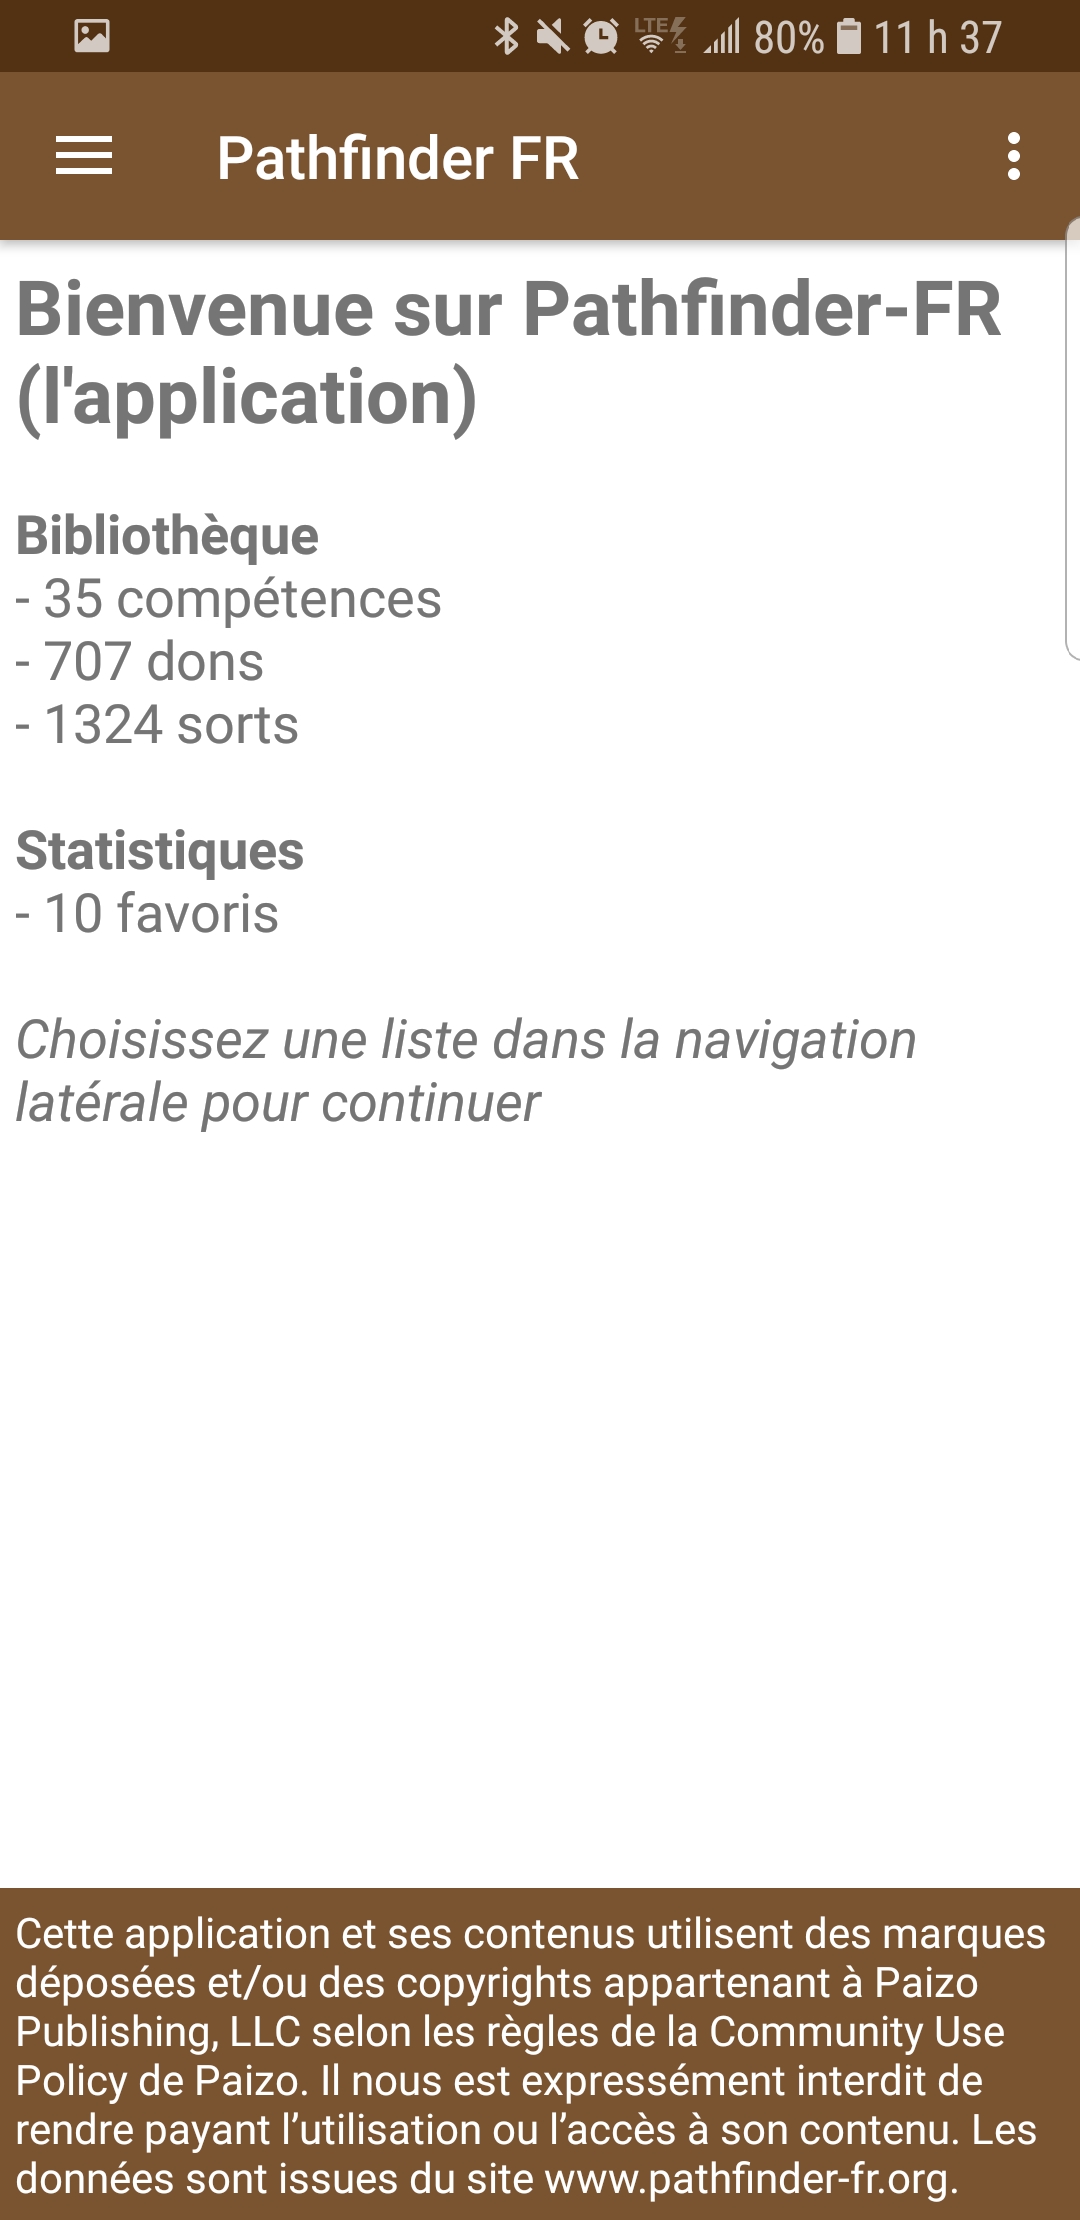 LTE 80% 11 h 37
Pathfinder FR
Bienvenue sur Pathfinder-FR
(l'application)
Bibliothèque
- 35 compétences
- 707 dons
- 1324 sorts
Statistiques
- 10 favoris
Choisissez une liste dans la navigation
latérale pour continuer
Cette application et ses contenus utilisent des marques
déposées et/ou des copyrights appartenant à Paizo
Publishing, LLC selon les règles de la Community Use
Policy de Paizo. Il nous est expressément interdit de
rendre payant l’utilisation ou l’accès à son contenu. Les
données sont issues du site www.pathfinder-fr.org.